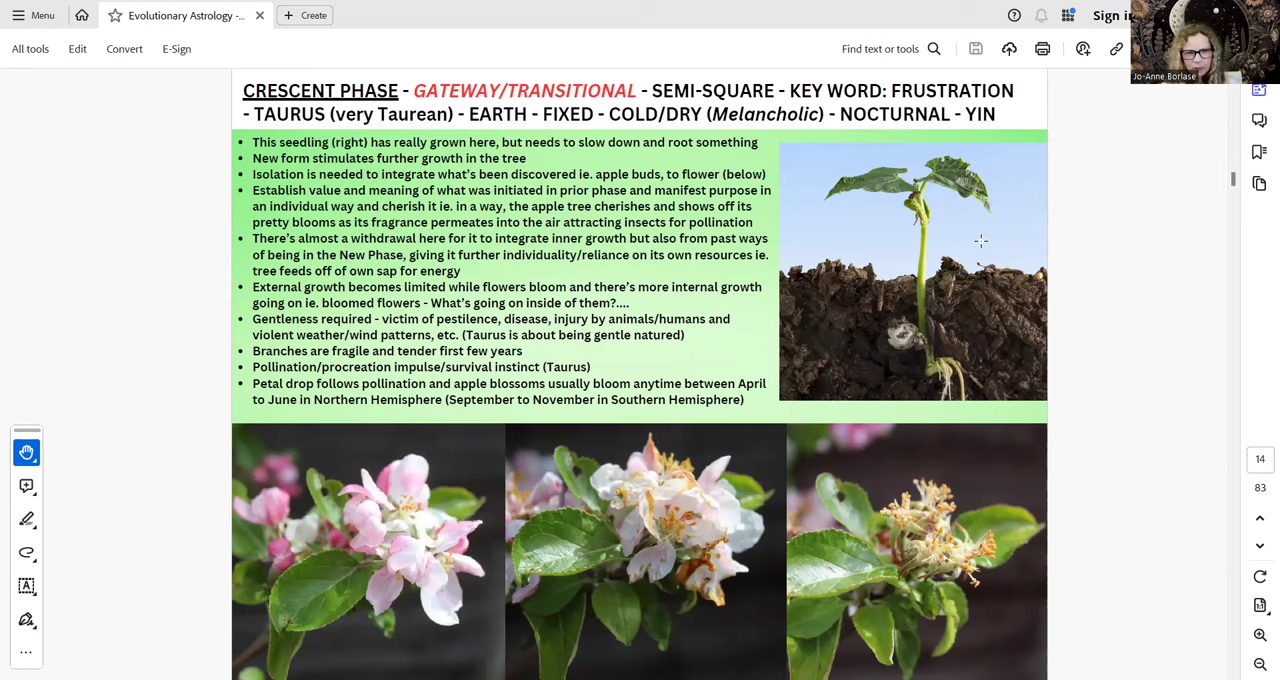 Menu
Evolutionary Astrology -...
Create
Sign in
All tools
Edit
Convert
E-Sign
Find text or tools
Jo-Anne Borlase
CRESCENT PHASE - GATEWAY/TRANSITIONAL - SEMI-SQUARE - KEY WORD: FRUSTRATION
- TAURUS (very Taurean) - EARTH - FIXED - COLD/DRY (Melancholic) - NOCTURNAL - YIN
• This seedling (right) has really grown here, but needs to slow down and root something
• New form stimulates further growth in the tree
• Isolation is needed to integrate what's been discovered ie. apple buds, to flower (below)
• Establish value and meaning of what was initiated in prior phase and manifest purpose in
an individual way and cherish it ie. in a way, the apple tree cherishes and shows off its
pretty blooms as its fragrance permeates into the air attracting insects for pollination
• There's almost a withdrawal here for it to integrate inner growth but also from past ways
of being in the New Phase, giving it further individuality/reliance on its own resources ie.
tree feeds off of own sap for energy
• External growth becomes limited while flowers bloom and there's more internal growth
going on ie. bloomed flowers - What's going on inside of them?....
• Gentleness required - victim of pestilence, disease, injury by animals/humans and
violent weather/wind patterns, etc. (Taurus is about being gentle natured)
• Branches are fragile and tender first few years
• Pollination/procreation impulse/survival instinct (Taurus)
• Petal drop follows pollination and apple blossoms usually bloom anytime between April
to June in Northern Hemisphere (September to November in Southern Hemisphere)
14
83